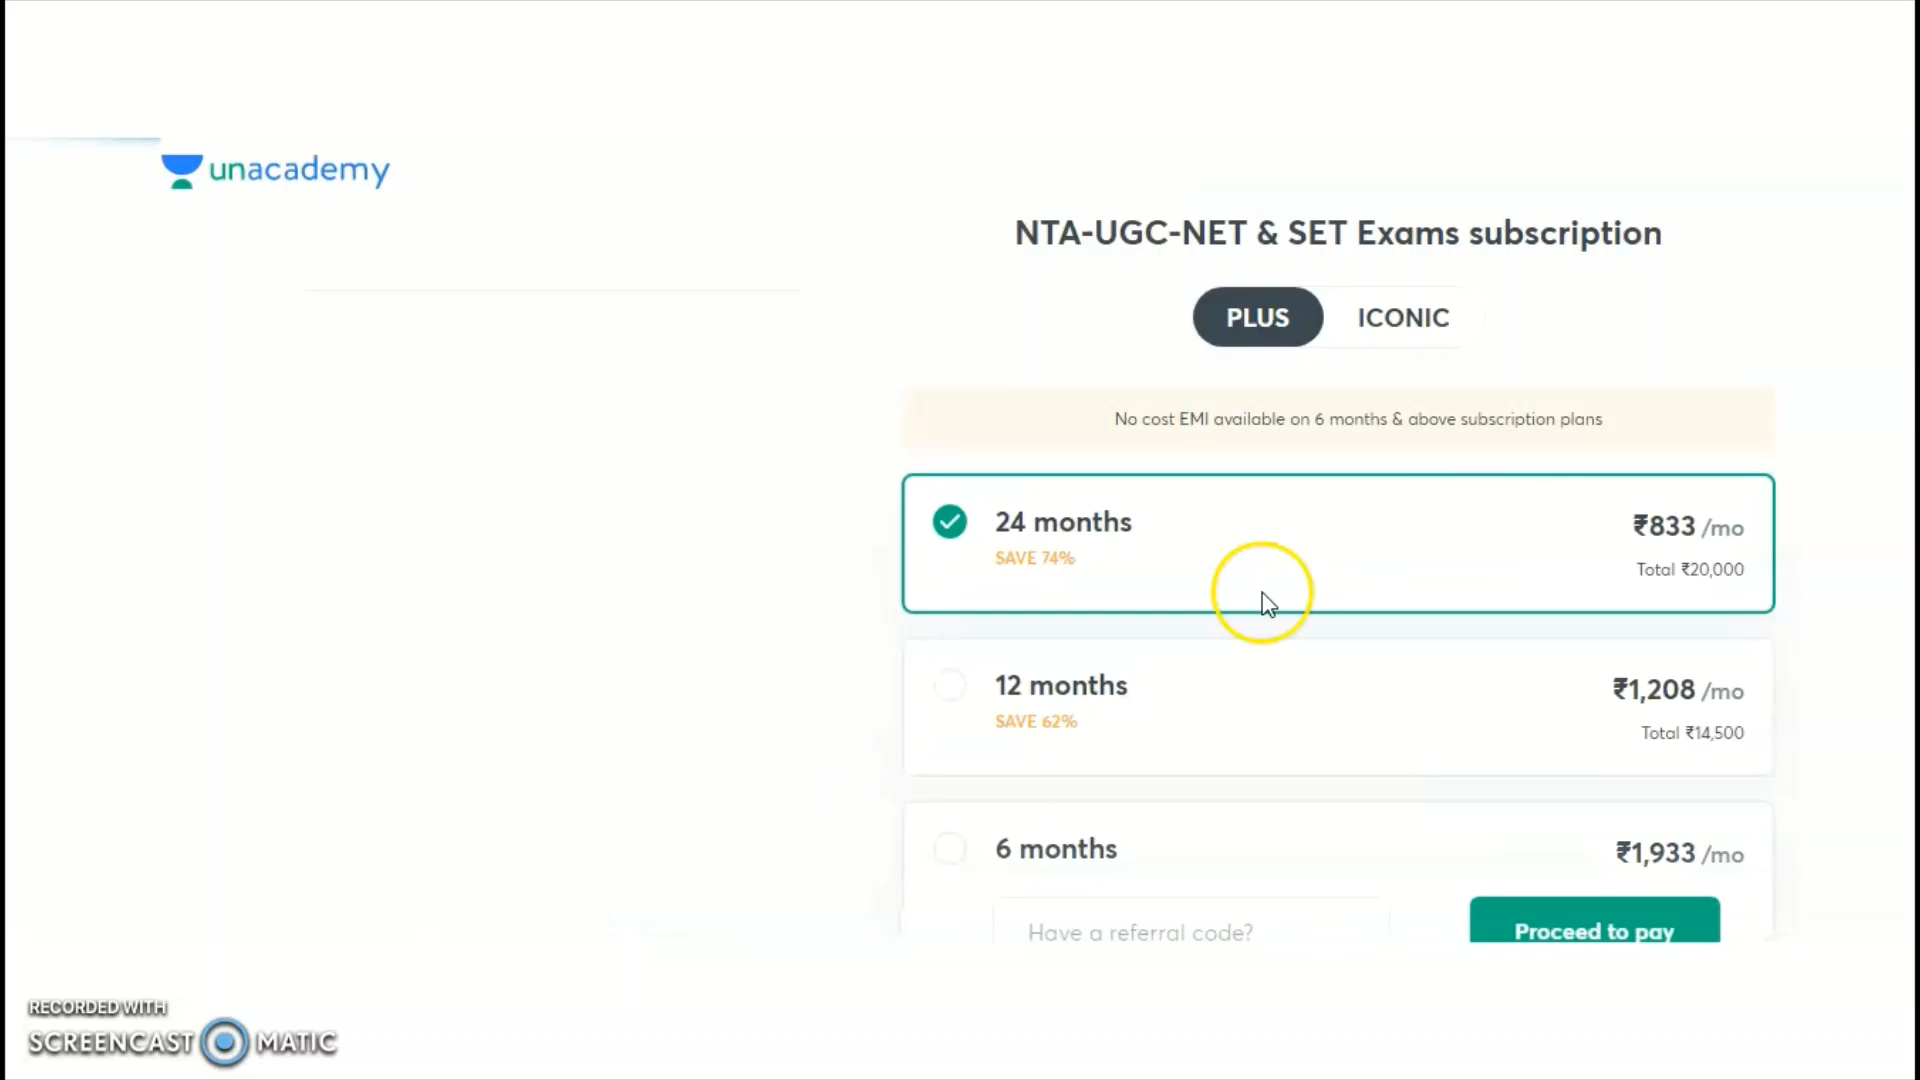 unacademy
NTA-UGC-NET & SET Exams subscription
PLUS ICONIC
No cost EMI available on 6 months & above subscription plans
24 months ₹833 /mo
SAVE 74% Total ₹20,000
12 months ₹1,208 /mo
SAVE 62% Total ₹14,500
6 months ₹1,933 /mo
Have a referral code? Proceed to pay
RECORDED WITH
SCREENCAST MATIC